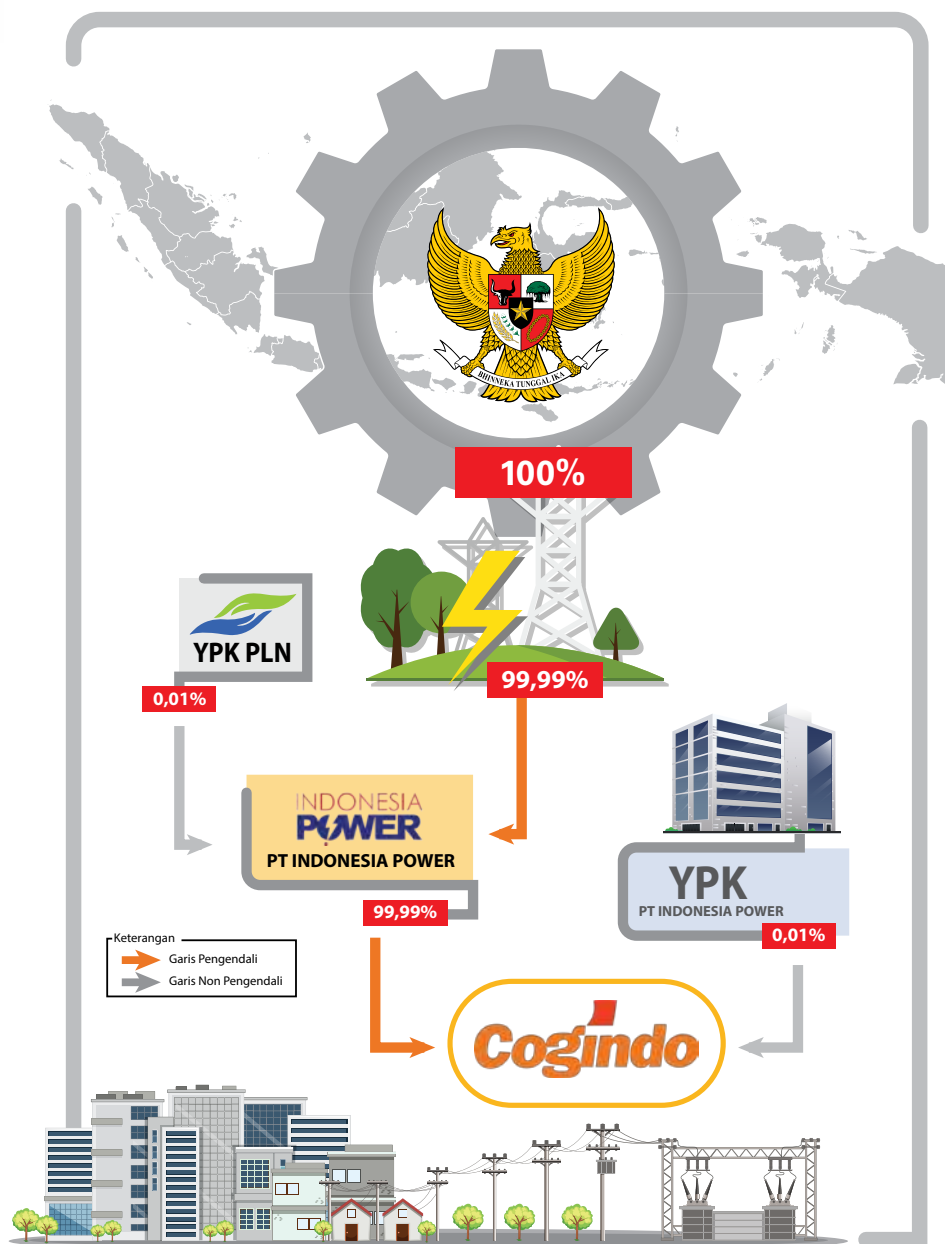 BHINNEKA TUNGGAL IKA
100%
YPK PLN
99,99%
0,01%
INDONESIA
POWER
PT INDONESIA POWER
YPK
PT INDONESIA POWER
99,99%
0,01%
Keterangan
Garis Pengendali
Garis Non Pengendali
Cogindo